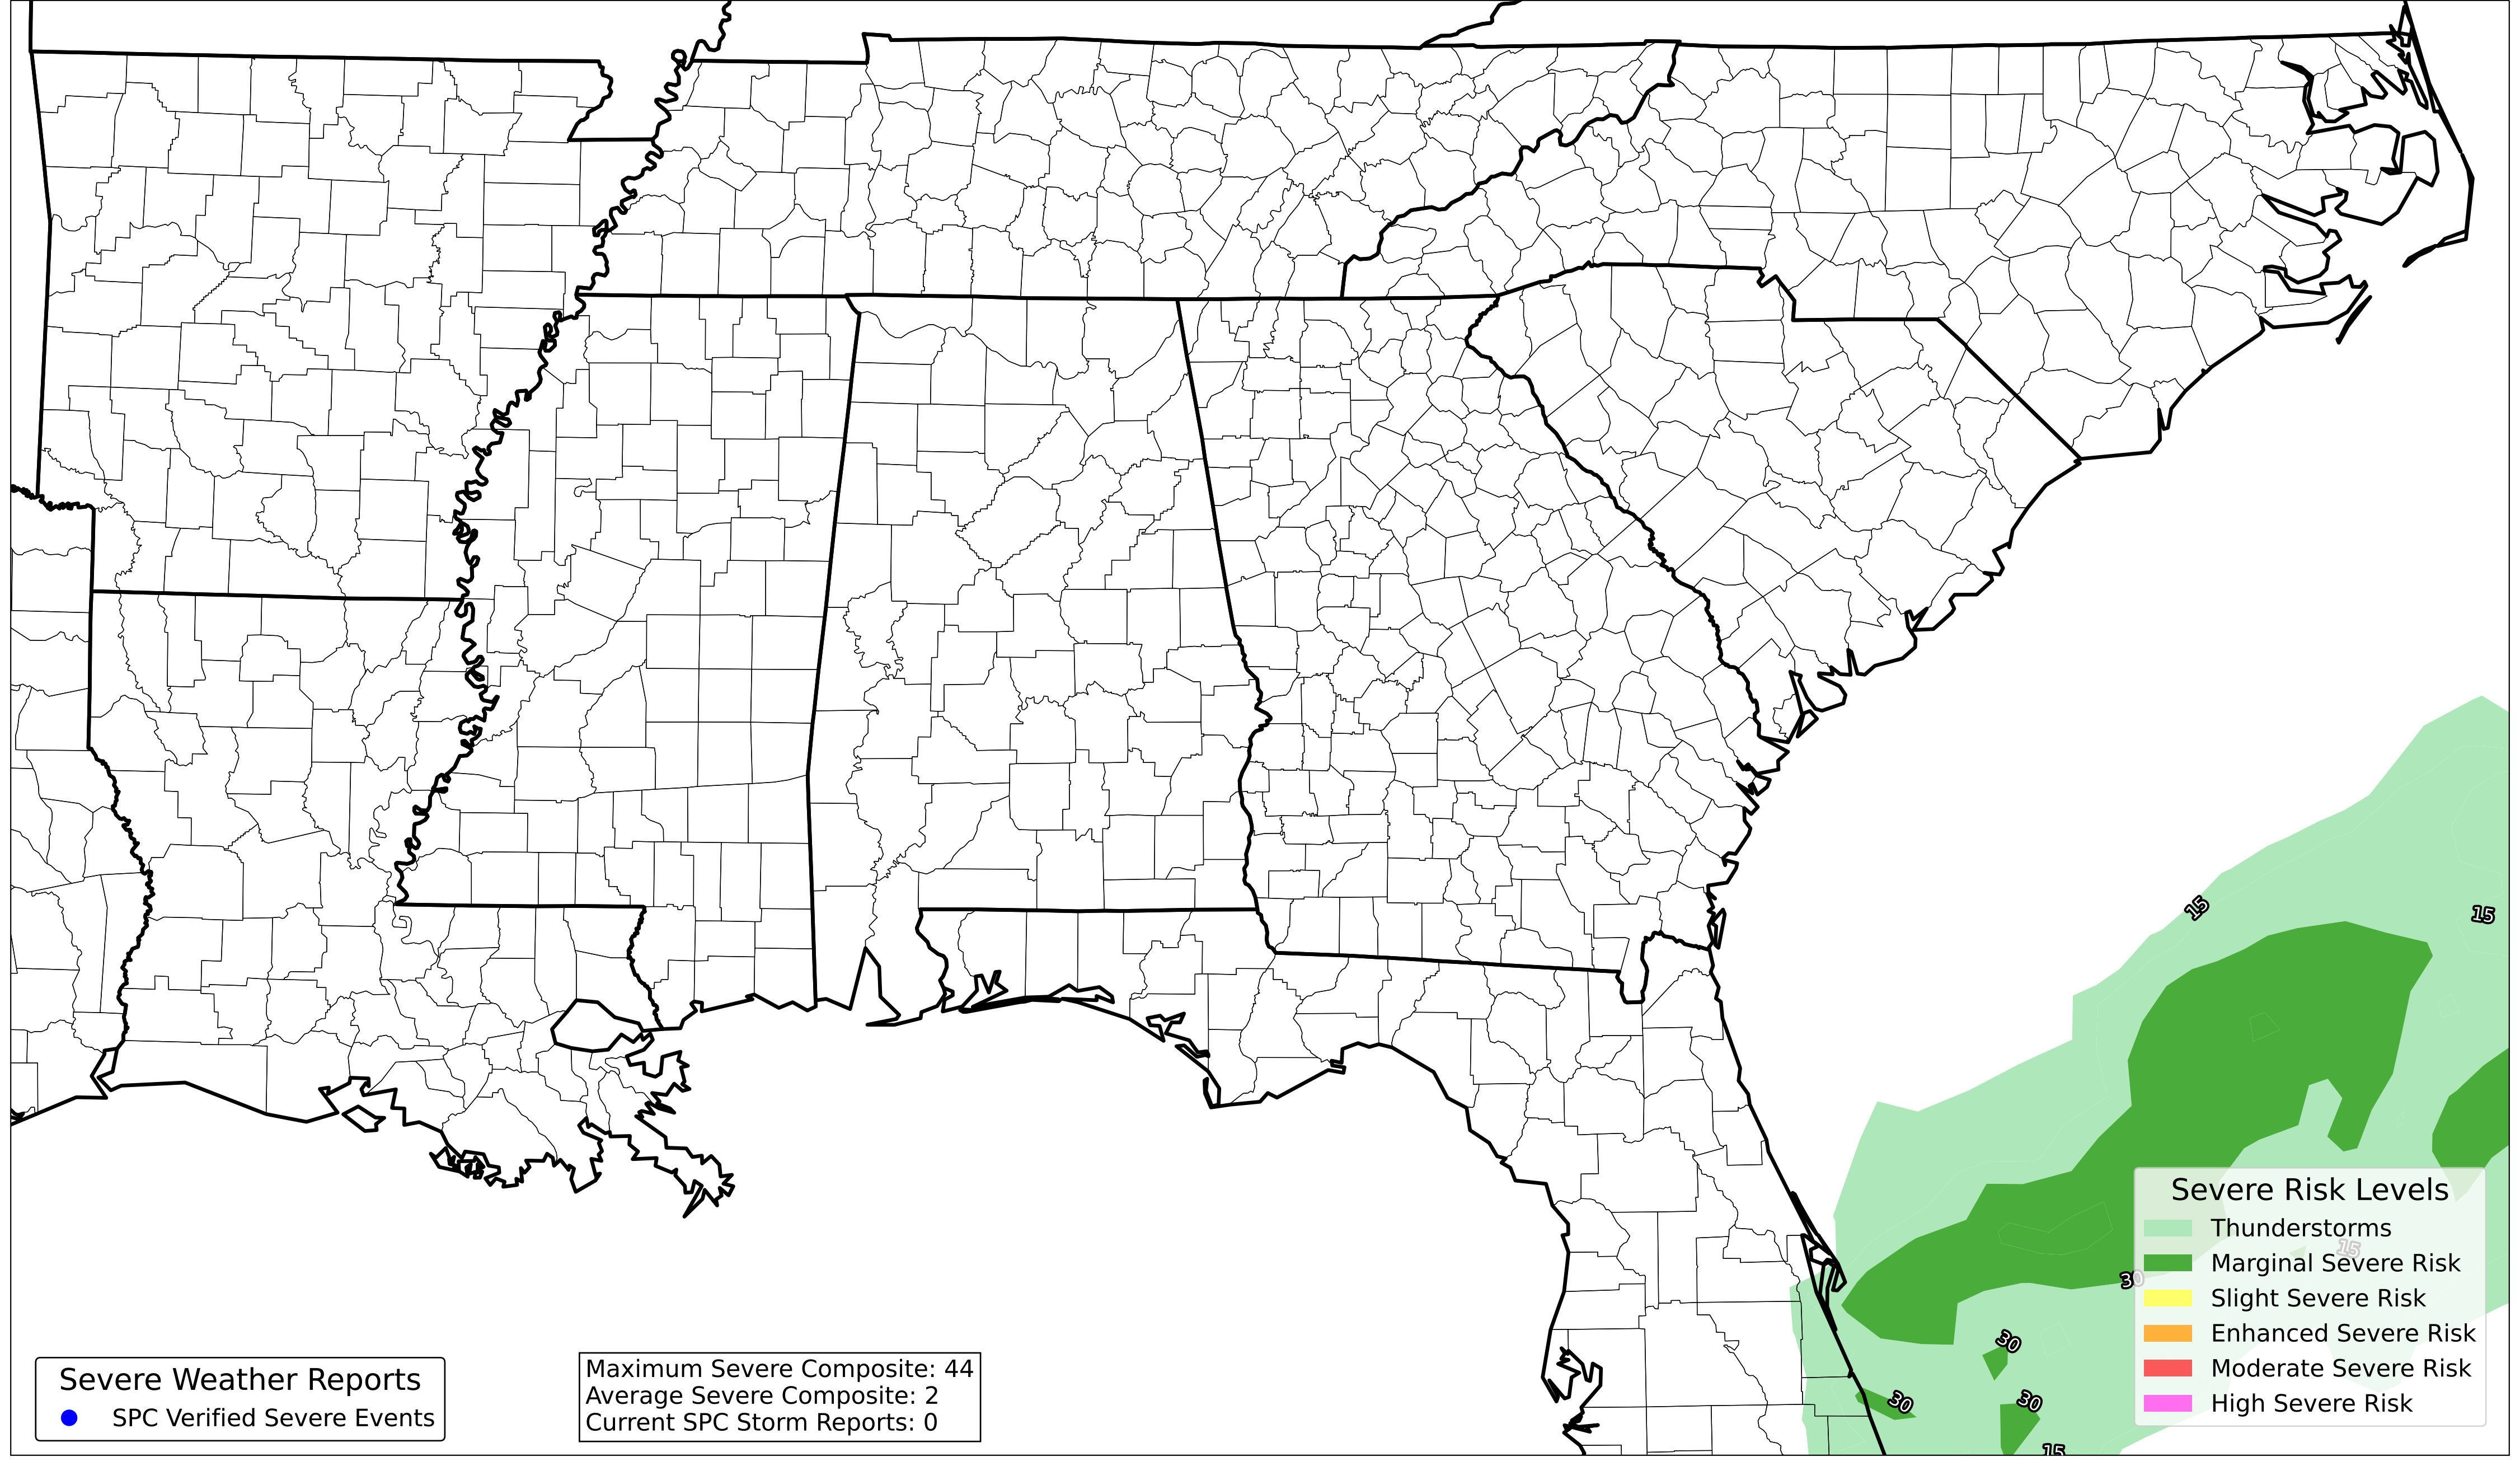 15
15
Severe Risk Levels
Thunderstorms
15
Marginal Severe Risk
30
Slight Severe Risk
Enhanced Severe Risk
30
Moderate Severe Risk
High Severe Risk
30
30
15
Severe Weather Reports
SPC Verified Severe Events
Maximum Severe Composite: 44
Average Severe Composite: 2
Current SPC Storm Reports: 0